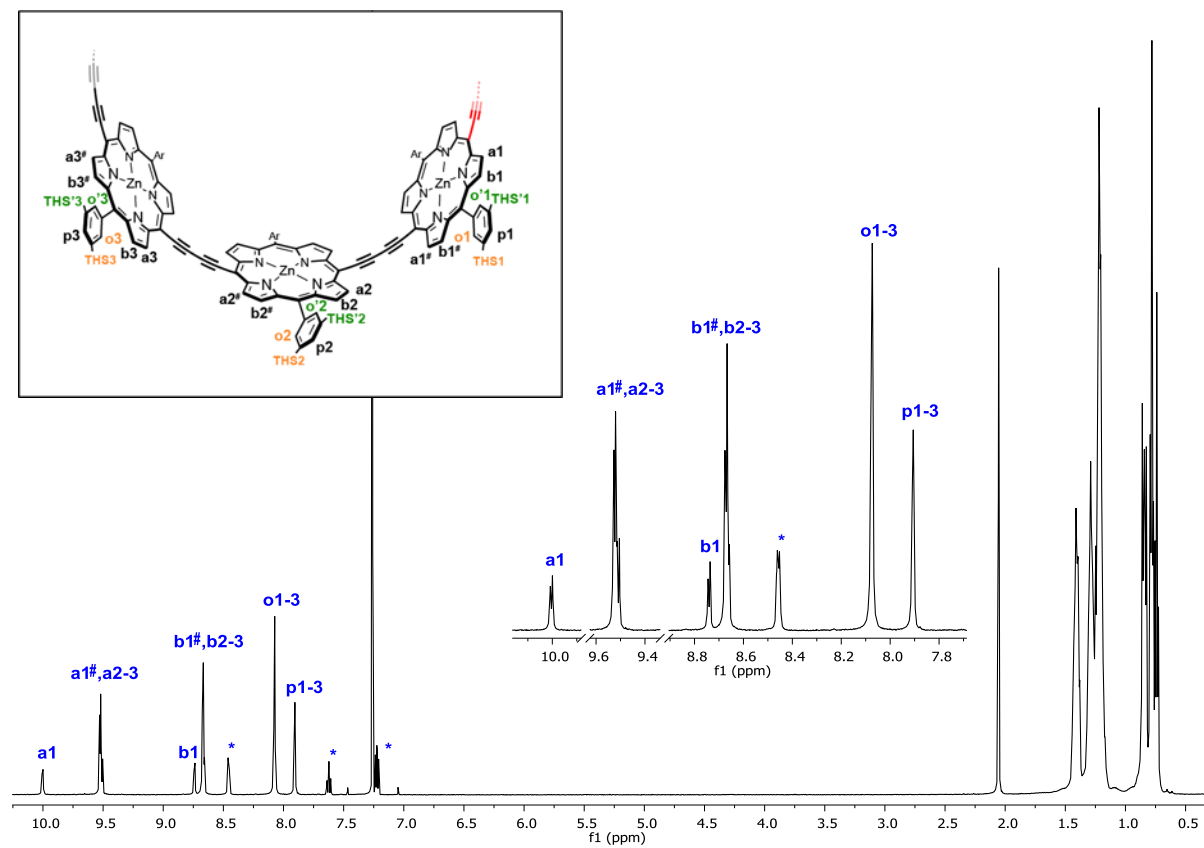 a3# Ar Ar a1
N N N N
Zn Zn
N N N N
b3# b1
THS'3 o'3 o'1 THS'1
p3 o3 o1 p1
THS3 b3 a3 Ar a1# b1# THS1
N N
Zn
N N
a2# a2
b2# o'2 b2
THS'2
o2 p2
THS2
o1-3
b1#,b2-3
a1#,a2-3
p1-3
b1 *
a1
10.0 9.6 9.4 8.8 8.6 8.4 8.2 8.0 7.8
f1 (ppm)
o1-3
b1#,b2-3
a1#,a2-3
p1-3
a1 b1 * * *
10.0 9.5 9.0 8.5 8.0 7.5 7.0 6.5 6.0 5.5 5.0 4.5 4.0 3.5 3.0 2.5 2.0 1.5 1.0 0.5
f1 (ppm)